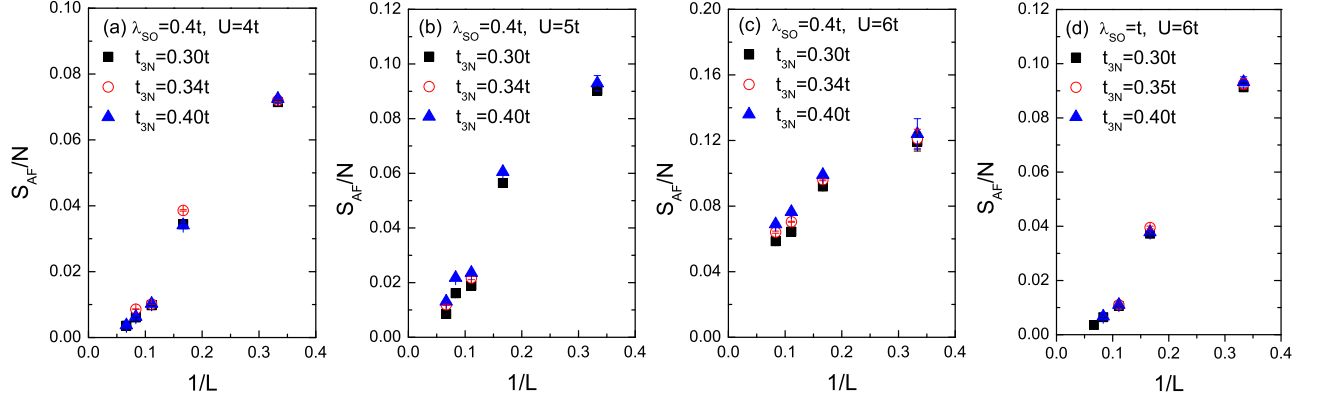 (a) λSO=0.4t, U=4t
t3N=0.30t
t3N=0.34t
t3N=0.40t
SAF/N
0.10
0.08
0.06
0.04
0.02
0.00
0.0 0.1 0.2 0.3 0.4
1/L
(b) λSO=0.4t, U=5t
t3N=0.30t
t3N=0.34t
t3N=0.40t
SAF/N
0.12
0.10
0.08
0.06
0.04
0.02
0.00
0.0 0.1 0.2 0.3 0.4
1/L
(c) λSO=0.4t, U=6t
t3N=0.30t
t3N=0.34t
t3N=0.40t
SAF/N
0.20
0.16
0.12
0.08
0.04
0.00
0.0 0.1 0.2 0.3 0.4
1/L
(d) λSO=t, U=6t
t3N=0.30t
t3N=0.35t
t3N=0.40t
SAF/N
0.12
0.10
0.08
0.06
0.04
0.02
0.00
0.0 0.1 0.2 0.3 0.4
1/L